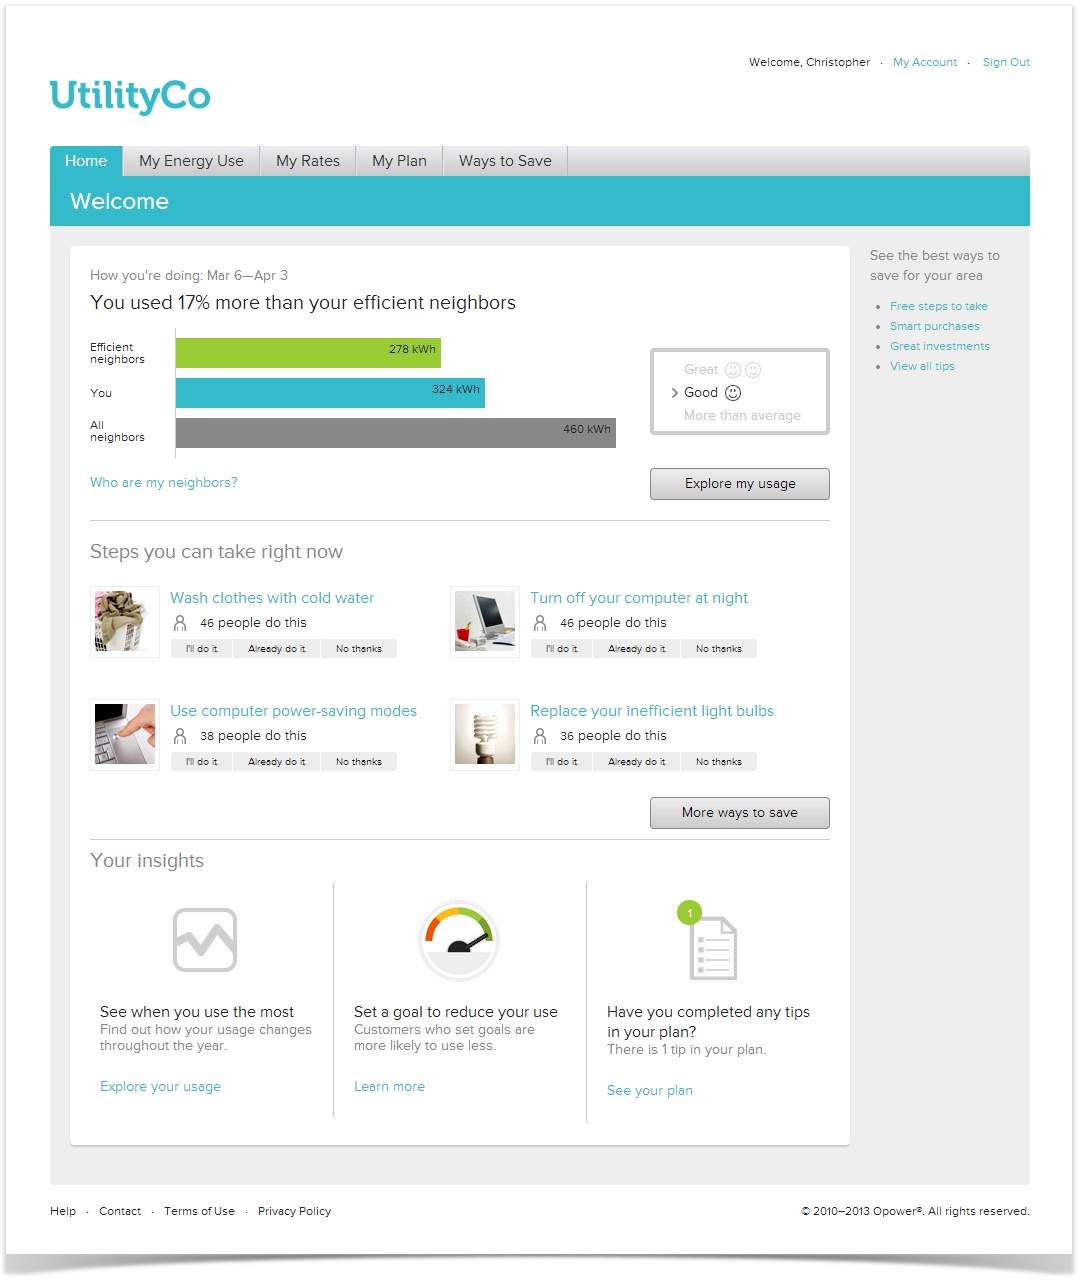 Welcome, Christopher · My Account · Sign Out
UtilityCo
Home My Energy Use My Rates My Plan Ways to Save
Welcome
How you're doing: Mar 6—Apr 3
You used 17% more than your efficient neighbors
Efficient
neighbors
278 kWh
You
324 kWh
All
neighbors
460 kWh
Great
Good
More than average
Who are my neighbors?
Explore my usage
Steps you can take right now
Wash clothes with cold water
46 people do this
I'll do it Already do it No thanks
Turn off your computer at night
46 people do this
I'll do it Already do it No thanks
Use computer power-saving modes
38 people do this
I'll do it Already do it No thanks
Replace your inefficient light bulbs
36 people do this
I'll do it Already do it No thanks
More ways to save
Your insights
See when you use the most
Find out how your usage changes
throughout the year.
Explore your usage
Set a goal to reduce your use
Customers who set goals are
more likely to use less.
Learn more
1
Have you completed any tips
in your plan?
There is 1 tip in your plan.
See your plan
See the best ways to
save for your area
Free steps to take
Smart purchases
Great investments
View all tips
Help · Contact · Terms of Use · Privacy Policy
© 2010–2013 Opower®. All rights reserved.